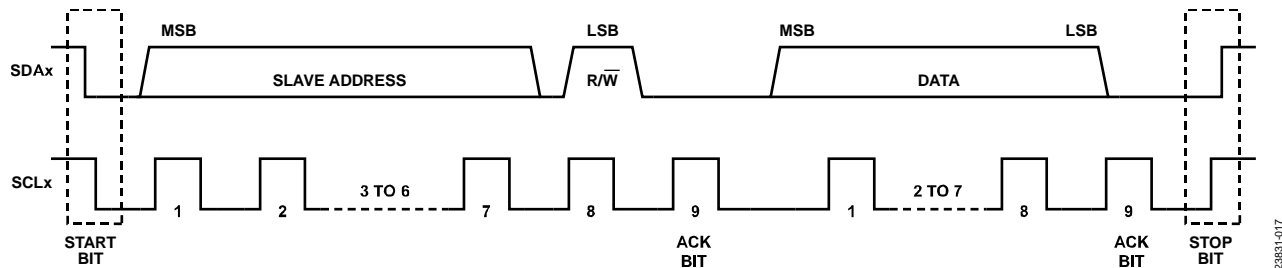 MSB LSB MSB LSB
SDAx SLAVE ADDRESS R/W̅ DATA
SCLx
3 TO 6 2 TO 7
1 2 7 8 9 1 8 9
START BIT
ACK BIT
ACK BIT
STOP BIT
23831-017